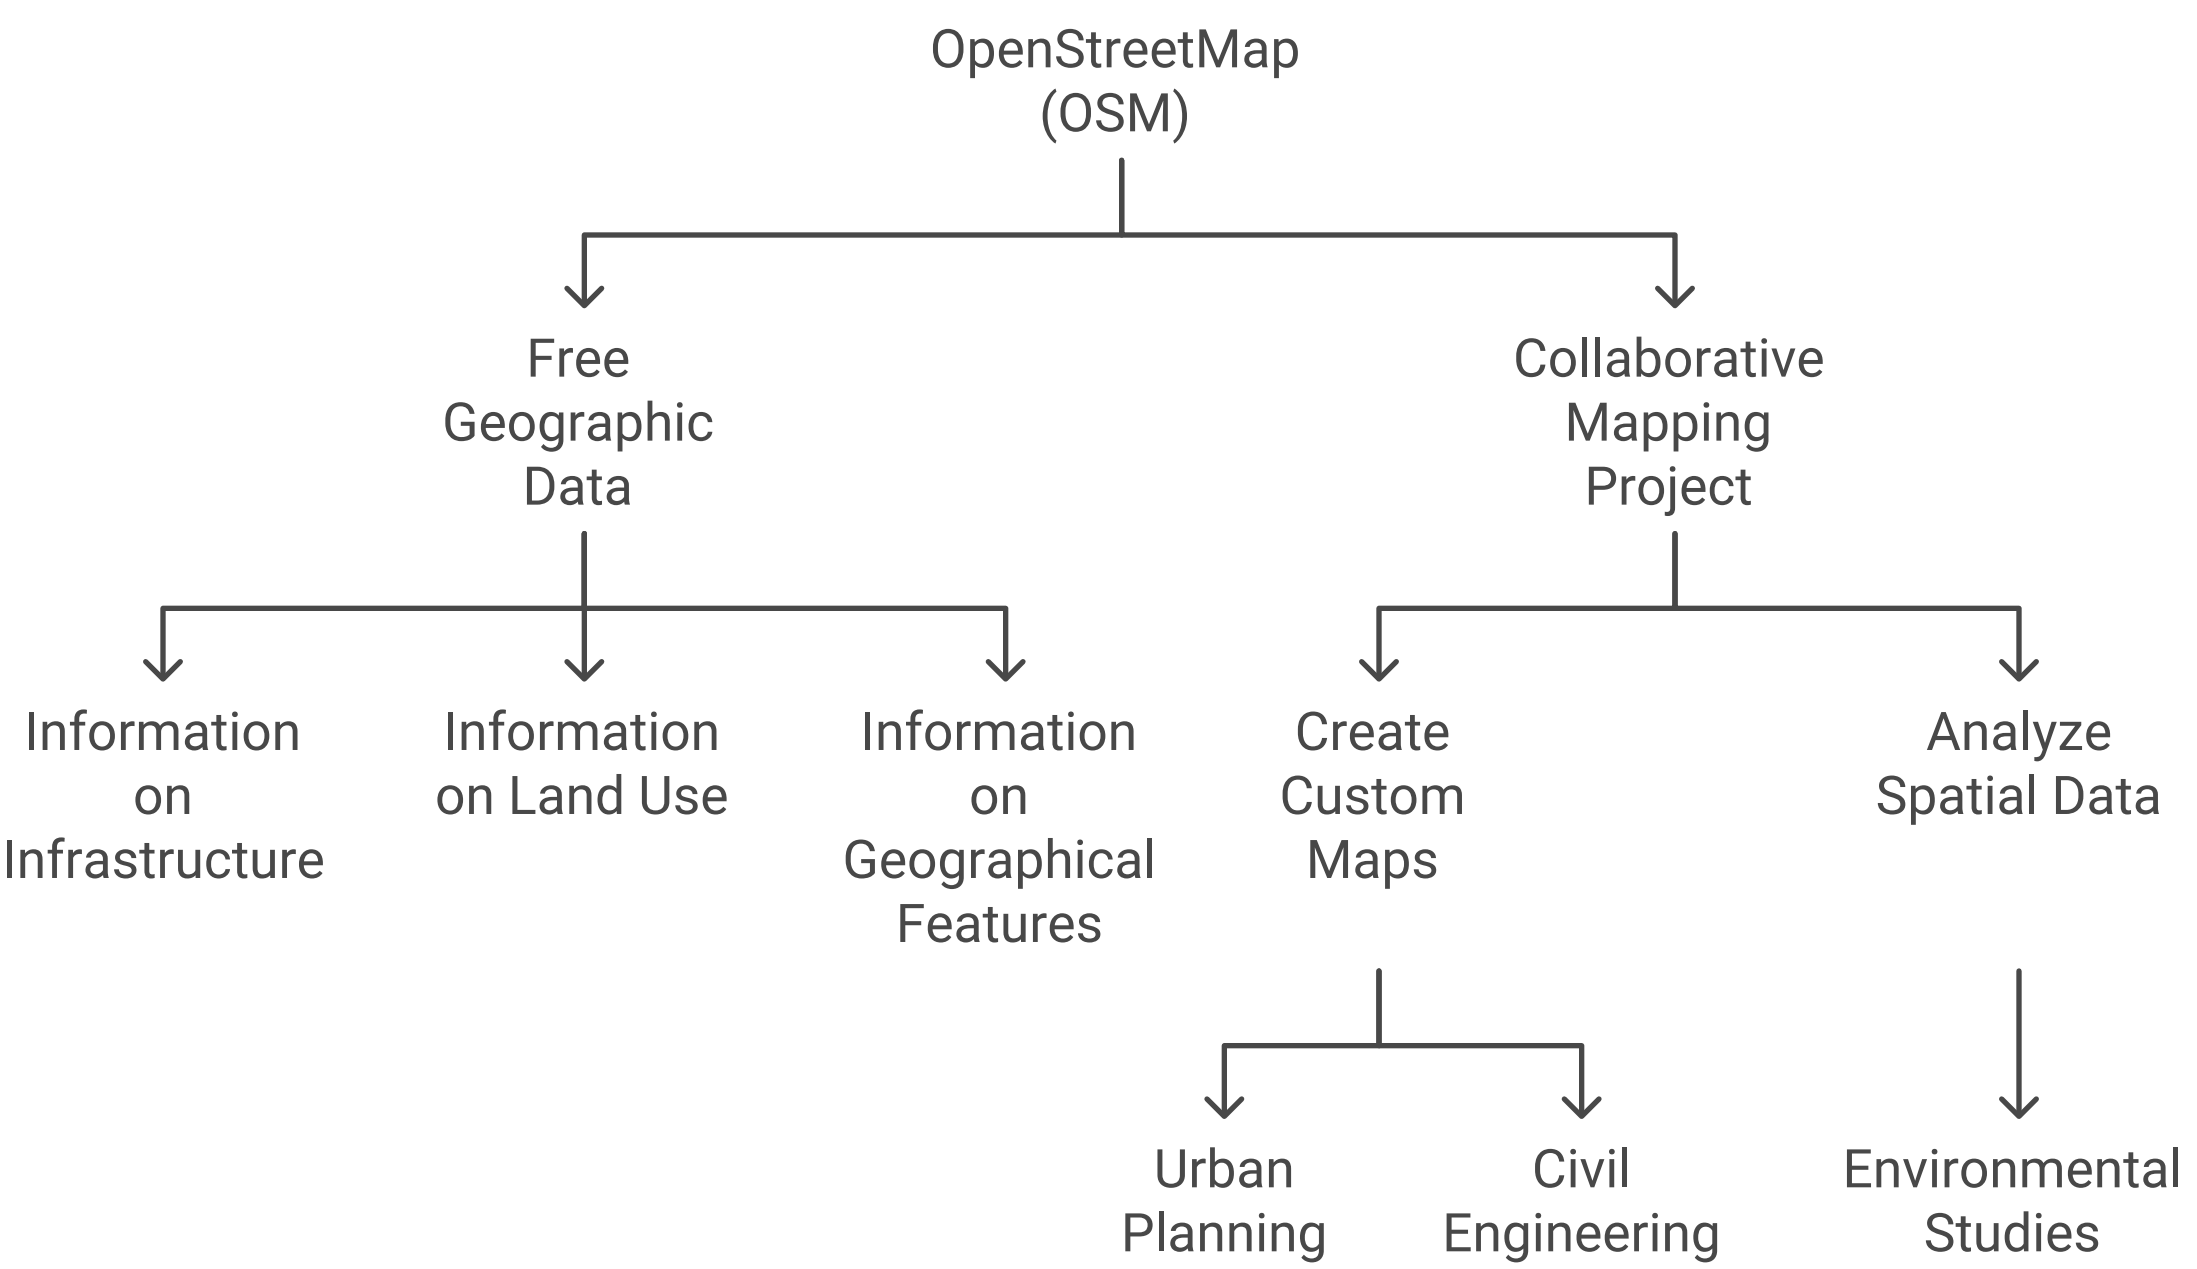 OpenStreetMap
(OSM)
Free
Geographic
Data
Collaborative
Mapping
Project
Information
on
Infrastructure
Information
on Land Use
Information
on
Geographical
Features
Create
Custom
Maps
Analyze
Spatial Data
Urban
Planning
Civil
Engineering
Environmental
Studies